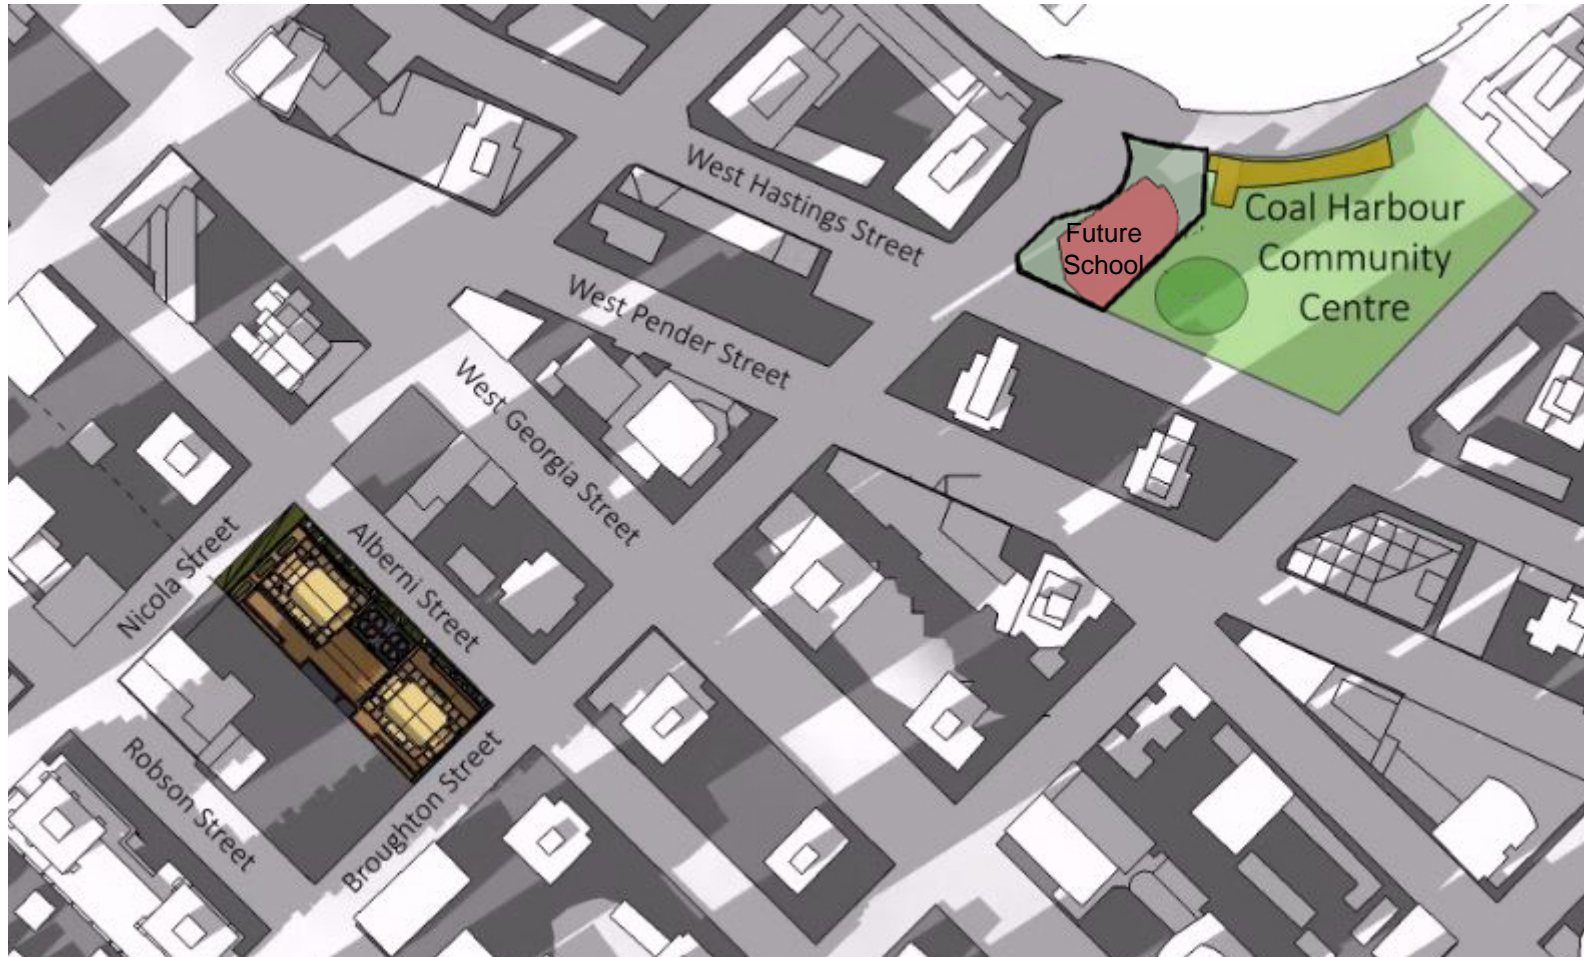 West Hastings Street
Coal Harbour
Community
Centre
Future
School
West Pender Street
West Georgia Street
Alberni Street
Nicola Street
Robson Street
Broughton Street